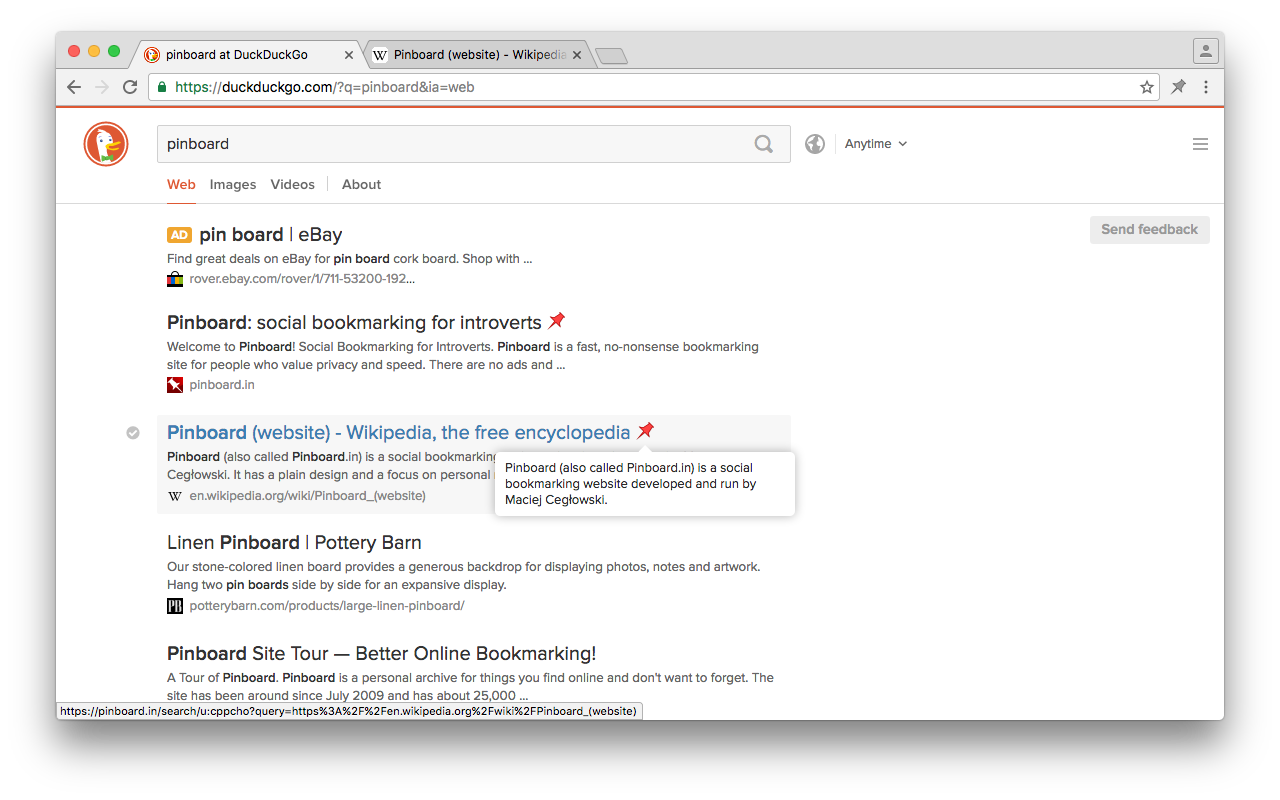 pinboard at DuckDuckGo
Pinboard (website) - Wikipedia
https://duckduckgo.com/?q=pinboard&ia=web
pinboard
Anytime
Web Images Videos About
Send feedback
AD pin board | eBay
Find great deals on eBay for pin board cork board. Shop with ...
rover.ebay.com/rover/1/711-53200-192...
Pinboard: social bookmarking for introverts
Welcome to Pinboard! Social Bookmarking for Introverts. Pinboard is a fast, no-nonsense bookmarking
site for people who value privacy and speed. There are no ads and ...
pinboard.in
Pinboard (website) - Wikipedia, the free encyclopedia
Pinboard (also called Pinboard.in) is a social bookmarking
Cegłowski. It has a plain design and a focus on personal
W en.wikipedia.org/wiki/Pinboard_(website)
Pinboard (also called Pinboard.in) is a social
bookmarking website developed and run by
Maciej Cegłowski.
Linen Pinboard | Pottery Barn
Our stone-colored linen board provides a generous backdrop for displaying photos, notes and artwork.
Hang two pin boards side by side for an expansive display.
PB potterybarn.com/products/large-linen-pinboard/
Pinboard Site Tour — Better Online Bookmarking!
A Tour of Pinboard. Pinboard is a personal archive for things you find online and don't want to forget. The
site has been around since July 2009 and has about 25,000 ...
https://pinboard.in/search/u:cppcho?query=https%3A%2F%2Fen.wikipedia.org%2Fwiki%2FPinboard_(website)